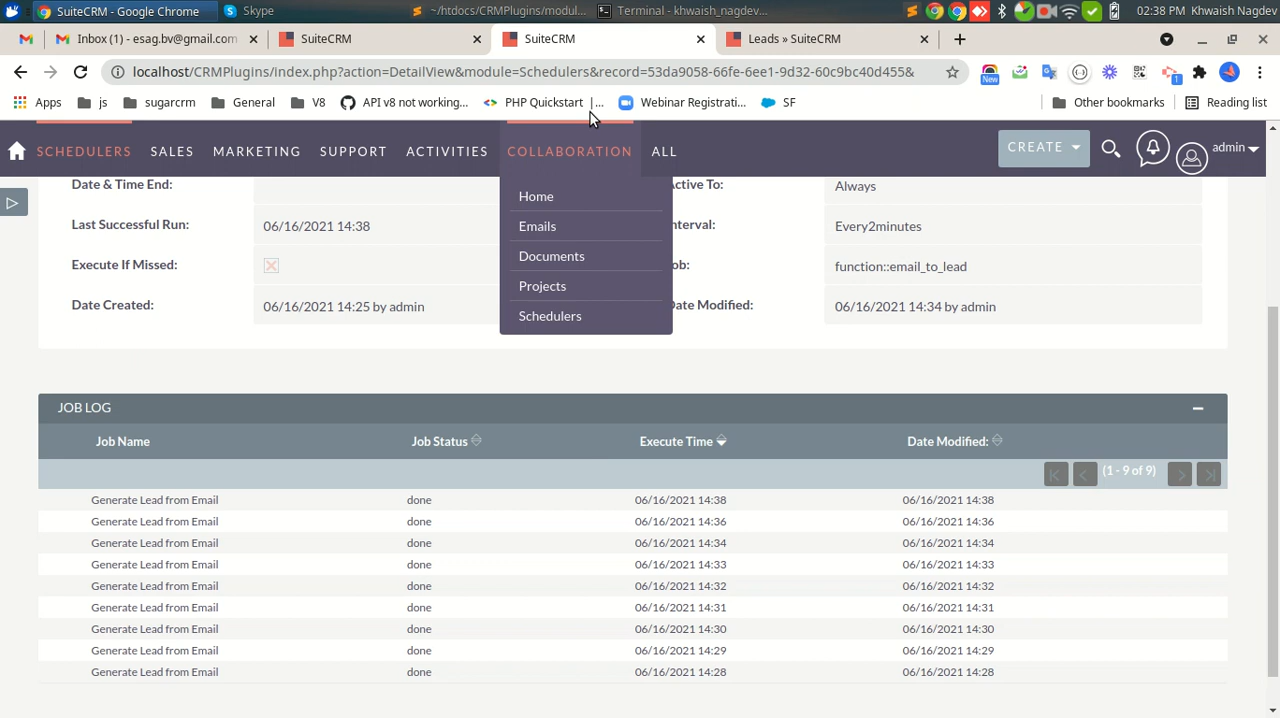 SuiteCRM - Google Chrome
Skype
~/htdocs/CRMPlugins/modul...
Terminal - khwaish_nagdev...
02:38 PM Khwaish Nagdev
Inbox (1) - esag.bv@gmail.com
SuiteCRM
SuiteCRM
Leads » SuiteCRM
localhost/CRMPlugins/index.php?action=DetailView&module=Schedulers&record=53da9058-66fe-6ee1-9d32-60c9bc40d455&
New
1
Apps
js
sugarcrm
General
V8
API v8 not working...
PHP Quickstart |...
Webinar Registrati...
SF
Other bookmarks
Reading list
SCHEDULERS
SALES
MARKETING
SUPPORT
ACTIVITIES
COLLABORATION
ALL
CREATE
admin
Home
Emails
Documents
Projects
Schedulers
Date & Time End:
Active To:
Always
Last Successful Run:
06/16/2021 14:38
Interval:
Every2minutes
Execute If Missed:
Job:
function::email_to_lead
Date Created:
06/16/2021 14:25 by admin
Date Modified:
06/16/2021 14:34 by admin
JOB LOG
Job Name Job Status Execute Time Date Modified:
(1 - 9 of 9)
Generate Lead from Email done 06/16/2021 14:38 06/16/2021 14:38
Generate Lead from Email done 06/16/2021 14:36 06/16/2021 14:36
Generate Lead from Email done 06/16/2021 14:34 06/16/2021 14:34
Generate Lead from Email done 06/16/2021 14:33 06/16/2021 14:33
Generate Lead from Email done 06/16/2021 14:32 06/16/2021 14:32
Generate Lead from Email done 06/16/2021 14:31 06/16/2021 14:31
Generate Lead from Email done 06/16/2021 14:30 06/16/2021 14:30
Generate Lead from Email done 06/16/2021 14:29 06/16/2021 14:29
Generate Lead from Email done 06/16/2021 14:28 06/16/2021 14:28